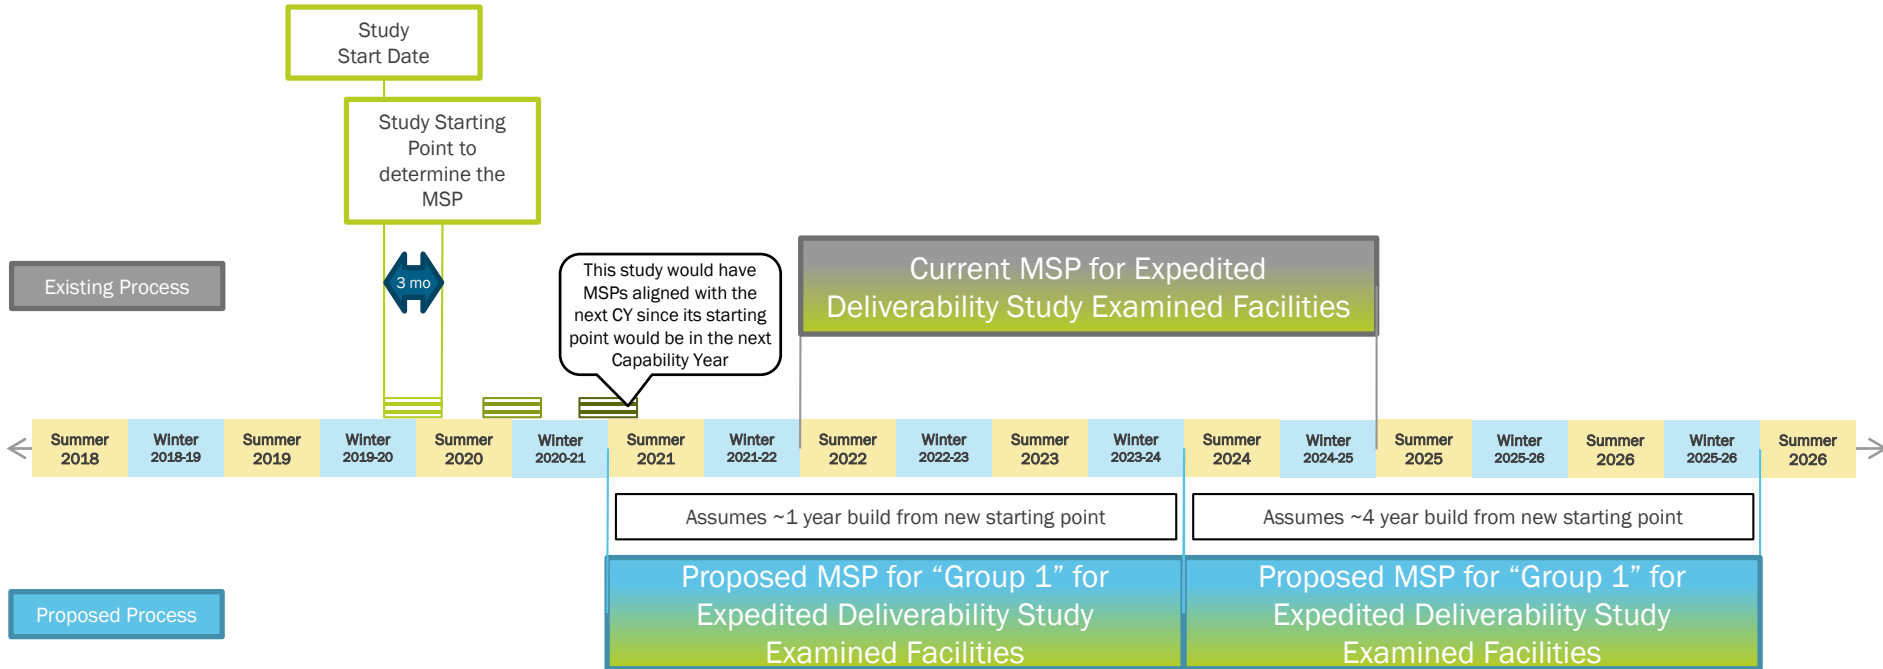 Study
Start Date
Study Starting
Point to
determine the
MSP
Existing Process
3 mo
This study would have
MSPs aligned with the
next CY since its starting
point would be in the next
Capability Year
Current MSP for Expedited
Deliverability Study Examined Facilities
Summer
2018
Winter
2018-19
Summer
2019
Winter
2019-20
Summer
2020
Winter
2020-21
Summer
2021
Winter
2021-22
Summer
2022
Winter
2022-23
Summer
2023
Winter
2023-24
Summer
2024
Winter
2024-25
Summer
2025
Winter
2025-26
Summer
2026
Winter
2025-26
Summer
2026
Assumes ~1 year build from new starting point
Assumes ~4 year build from new starting point
Proposed Process
Proposed MSP for “Group 1” for
Expedited Deliverability Study
Examined Facilities
Proposed MSP for “Group 1” for
Expedited Deliverability Study
Examined Facilities